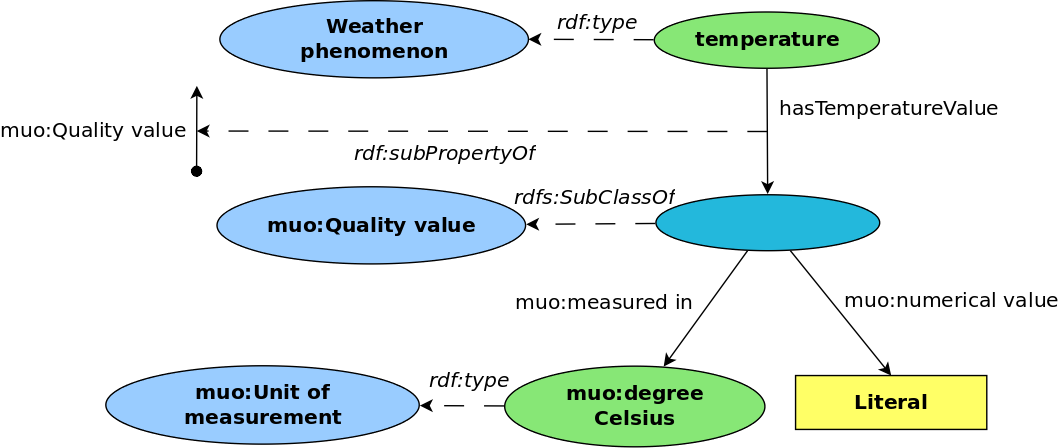 Weather
phenomenon
rdf:type
temperature
hasTemperatureValue
muo:Quality value
rdf:subPropertyOf
muo:Quality value
rdfs:SubClassOf
muo:measured in
muo:numerical value
muo:Unit of
measurement
rdf:type
muo:degree
Celsius
Literal